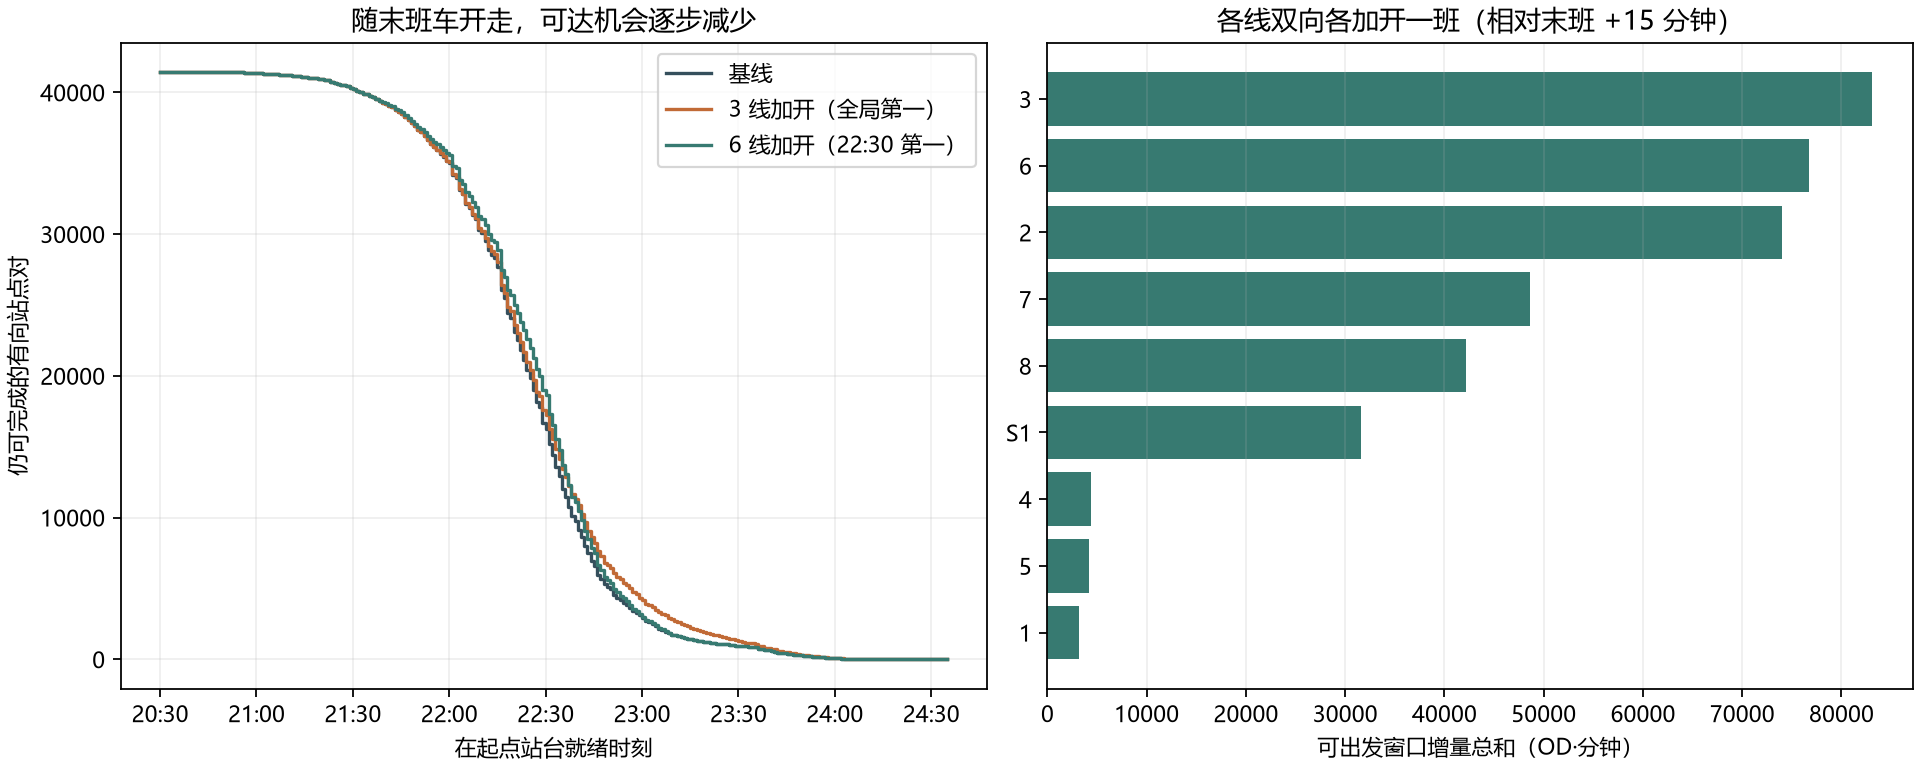 随末班车开走，可达机会逐步减少
仍可完成的有向站点对
40000
30000
20000
10000
0
基线
3 线加开（全局第一）
6 线加开（22:30 第一）
20:30 21:00 21:30 22:00 22:30 23:00 23:30 24:00 24:30
在起点站台就绪时刻
各线双向各加开一班（相对末班 +15 分钟）
3
6
2
7
8
S1
4
5
1
0 10000 20000 30000 40000 50000 60000 70000 80000
可出发窗口增量总和（OD·分钟）